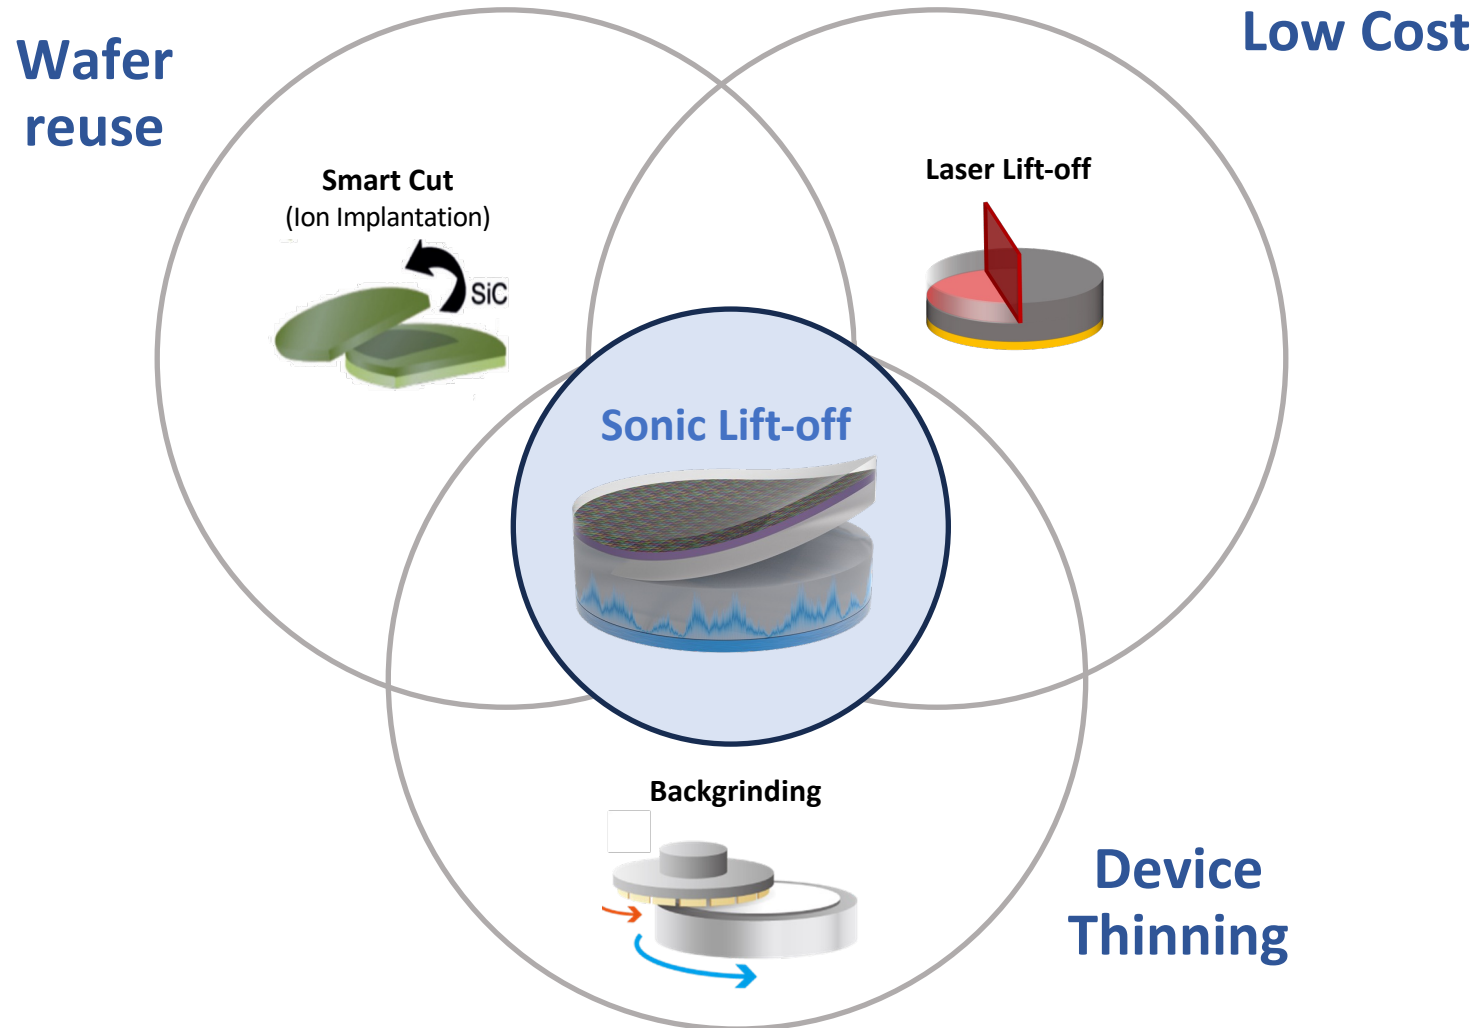 Wafer
reuse
Low Cost
Smart Cut
(Ion Implantation)
SiC
Laser Lift-off
Sonic Lift-off
Backgrinding
Device
Thinning